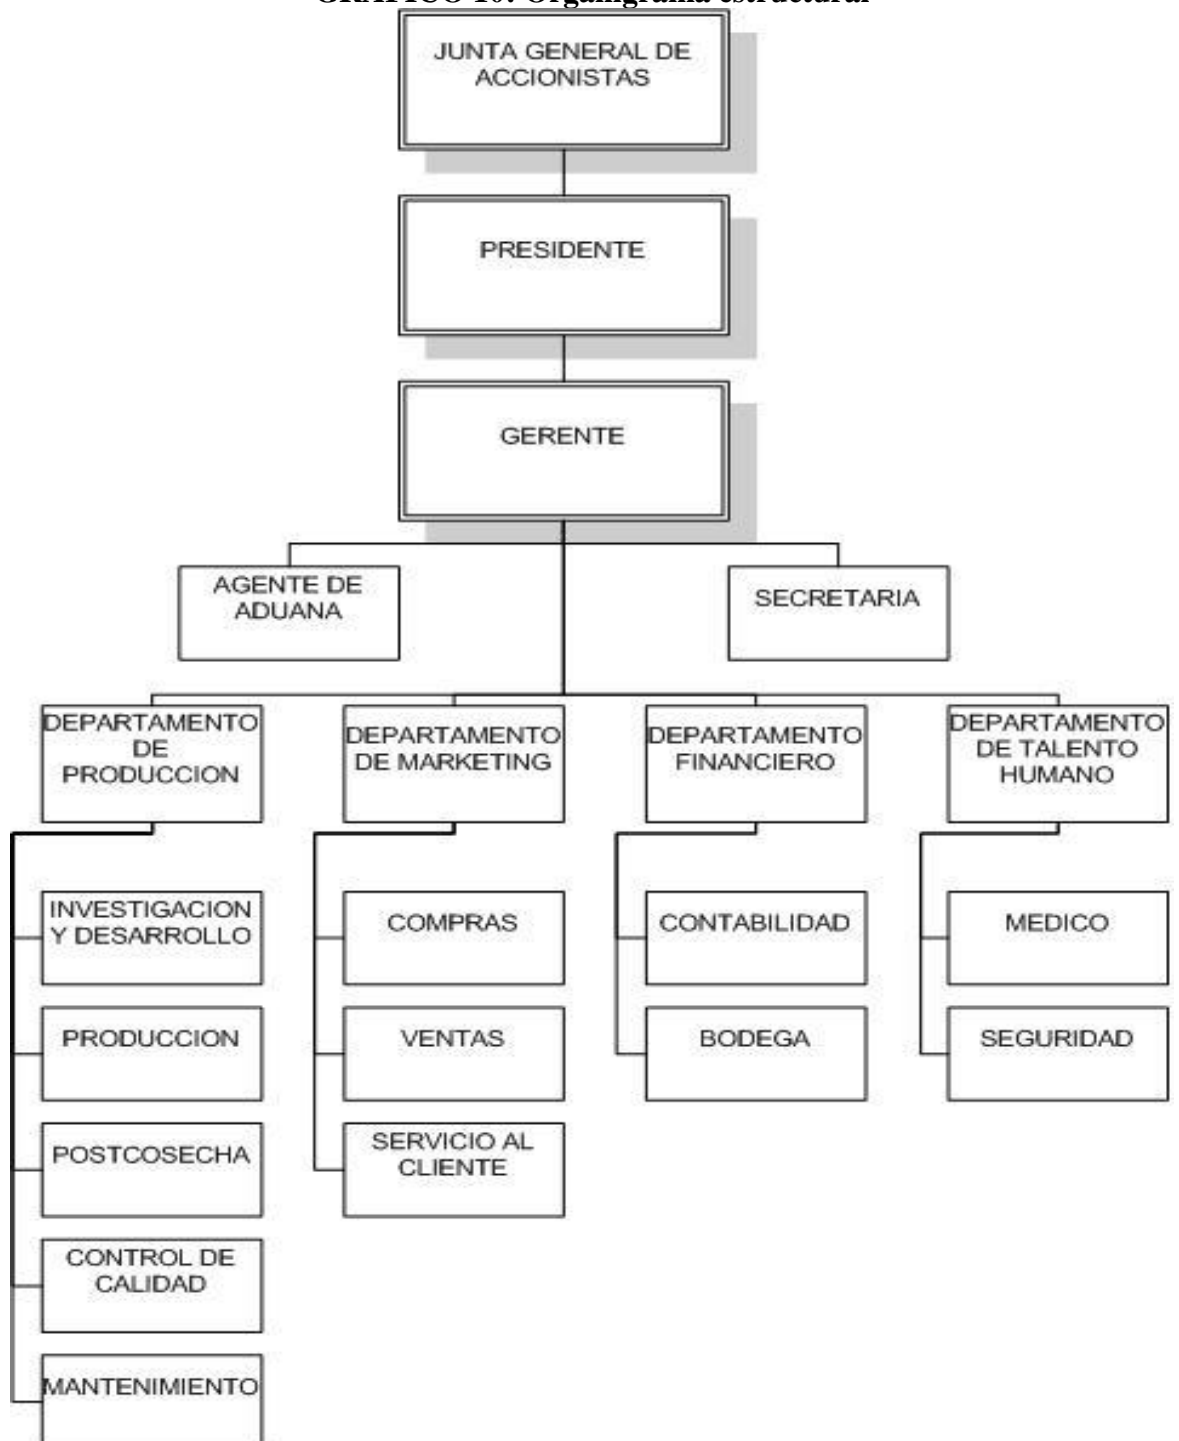 Organigrama estructural
JUNTA GENERAL DE
ACCIONISTAS
PRESIDENTE
GERENTE
AGENTE DE
ADUANA
SECRETARIA
DEPARTAMENTO
DE
PRODUCCION
DEPARTAMENTO
DE MARKETING
DEPARTAMENTO
FINANCIERO
DEPARTAMENTO
DE TALENTO
HUMANO
INVESTIGACION
Y DESARROLLO
COMPRAS
CONTABILIDAD
MEDICO
PRODUCCION
VENTAS
BODEGA
SEGURIDAD
POSTCOSECHA
SERVICIO AL
CLIENTE
CONTROL DE
CALIDAD
MANTENIMIENTO